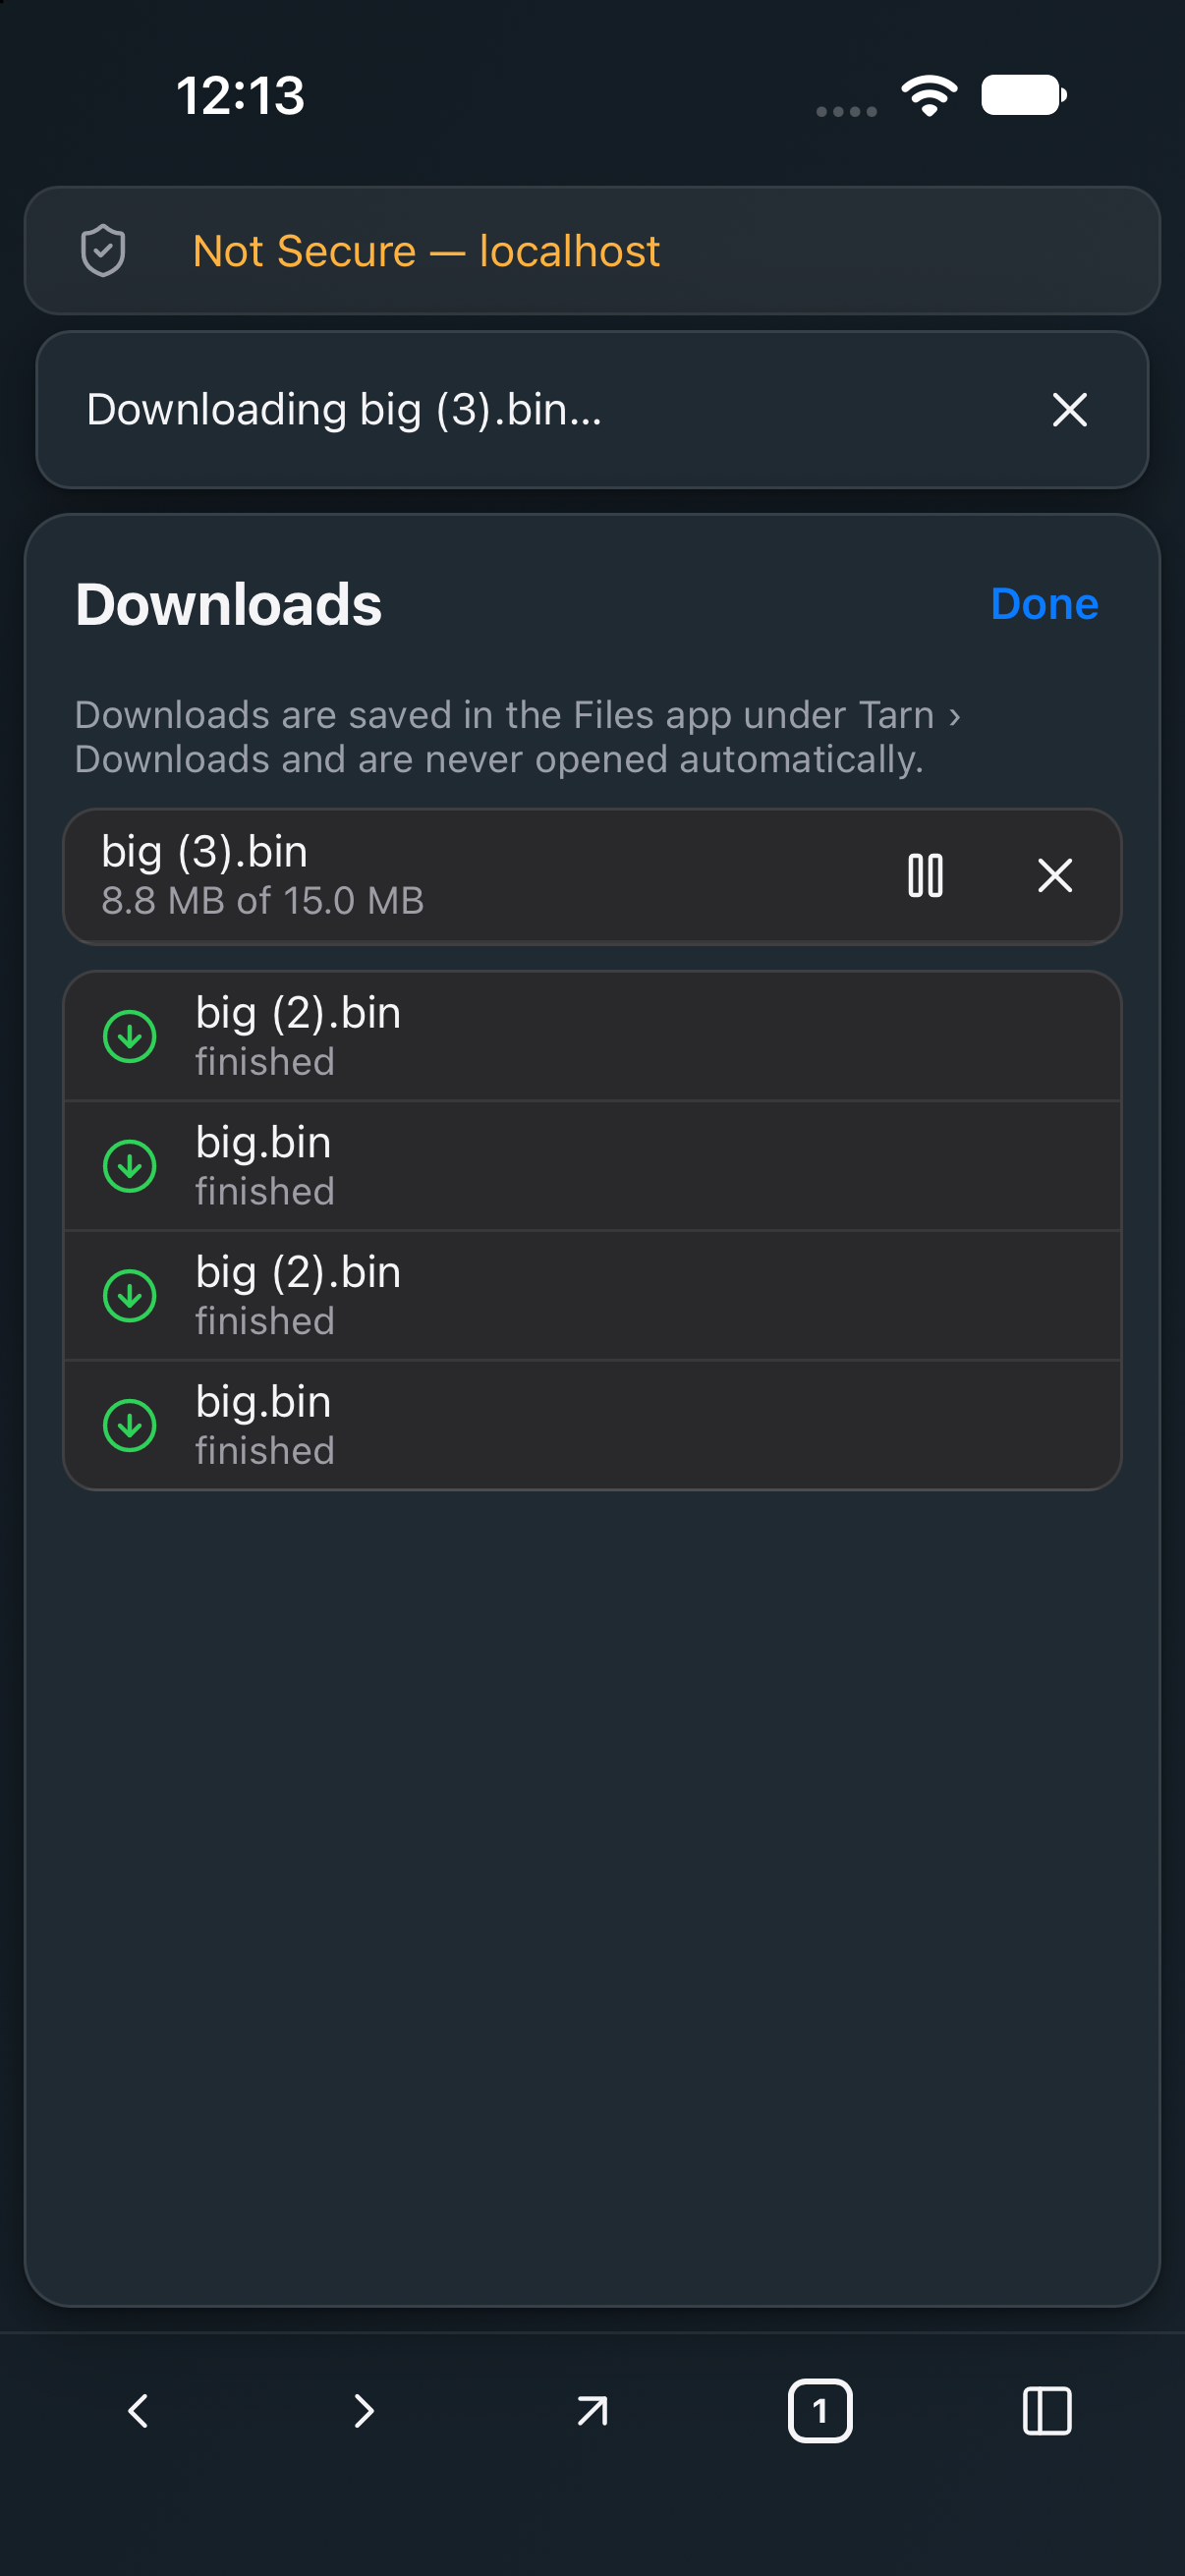 12:13
Not Secure — localhost
Downloading big (3).bin...
Downloads
Done
Downloads are saved in the Files app under Tarn ›
Downloads and are never opened automatically.
big (3).bin
8.8 MB of 15.0 MB
big (2).bin
finished
big.bin
finished
big (2).bin
finished
big.bin
finished
1